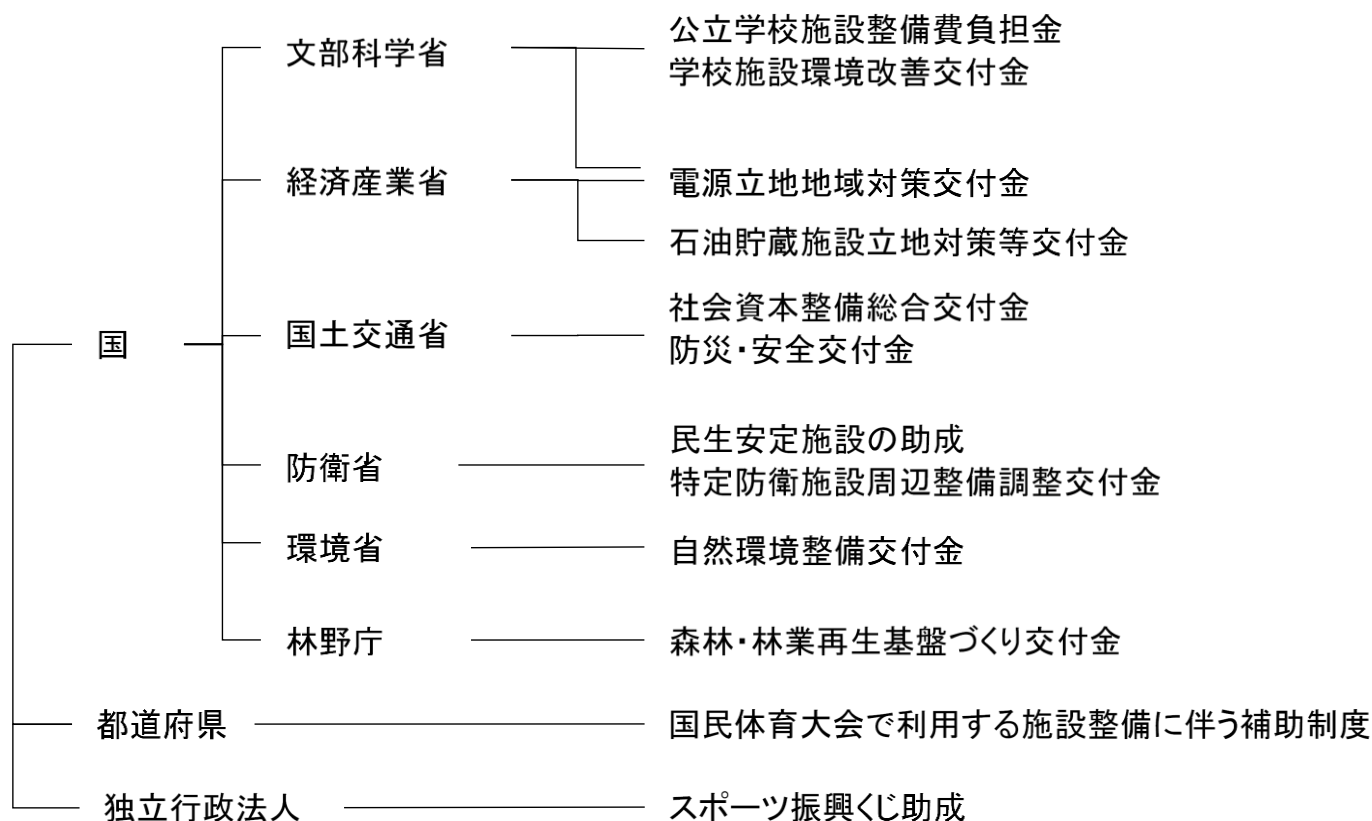 文部科学省
公立学校施設整備費負担金
学校施設環境改善交付金
経済産業省
電源立地地域対策交付金
石油貯蔵施設立地対策等交付金
国
国土交通省
社会資本整備総合交付金
防災・安全交付金
防衛省
民生安定施設の助成
特定防衛施設周辺整備調整交付金
環境省
自然環境整備交付金
林野庁
森林・林業再生基盤づくり交付金
都道府県
国民体育大会で利用する施設整備に伴う補助制度
独立行政法人
スポーツ振興くじ助成